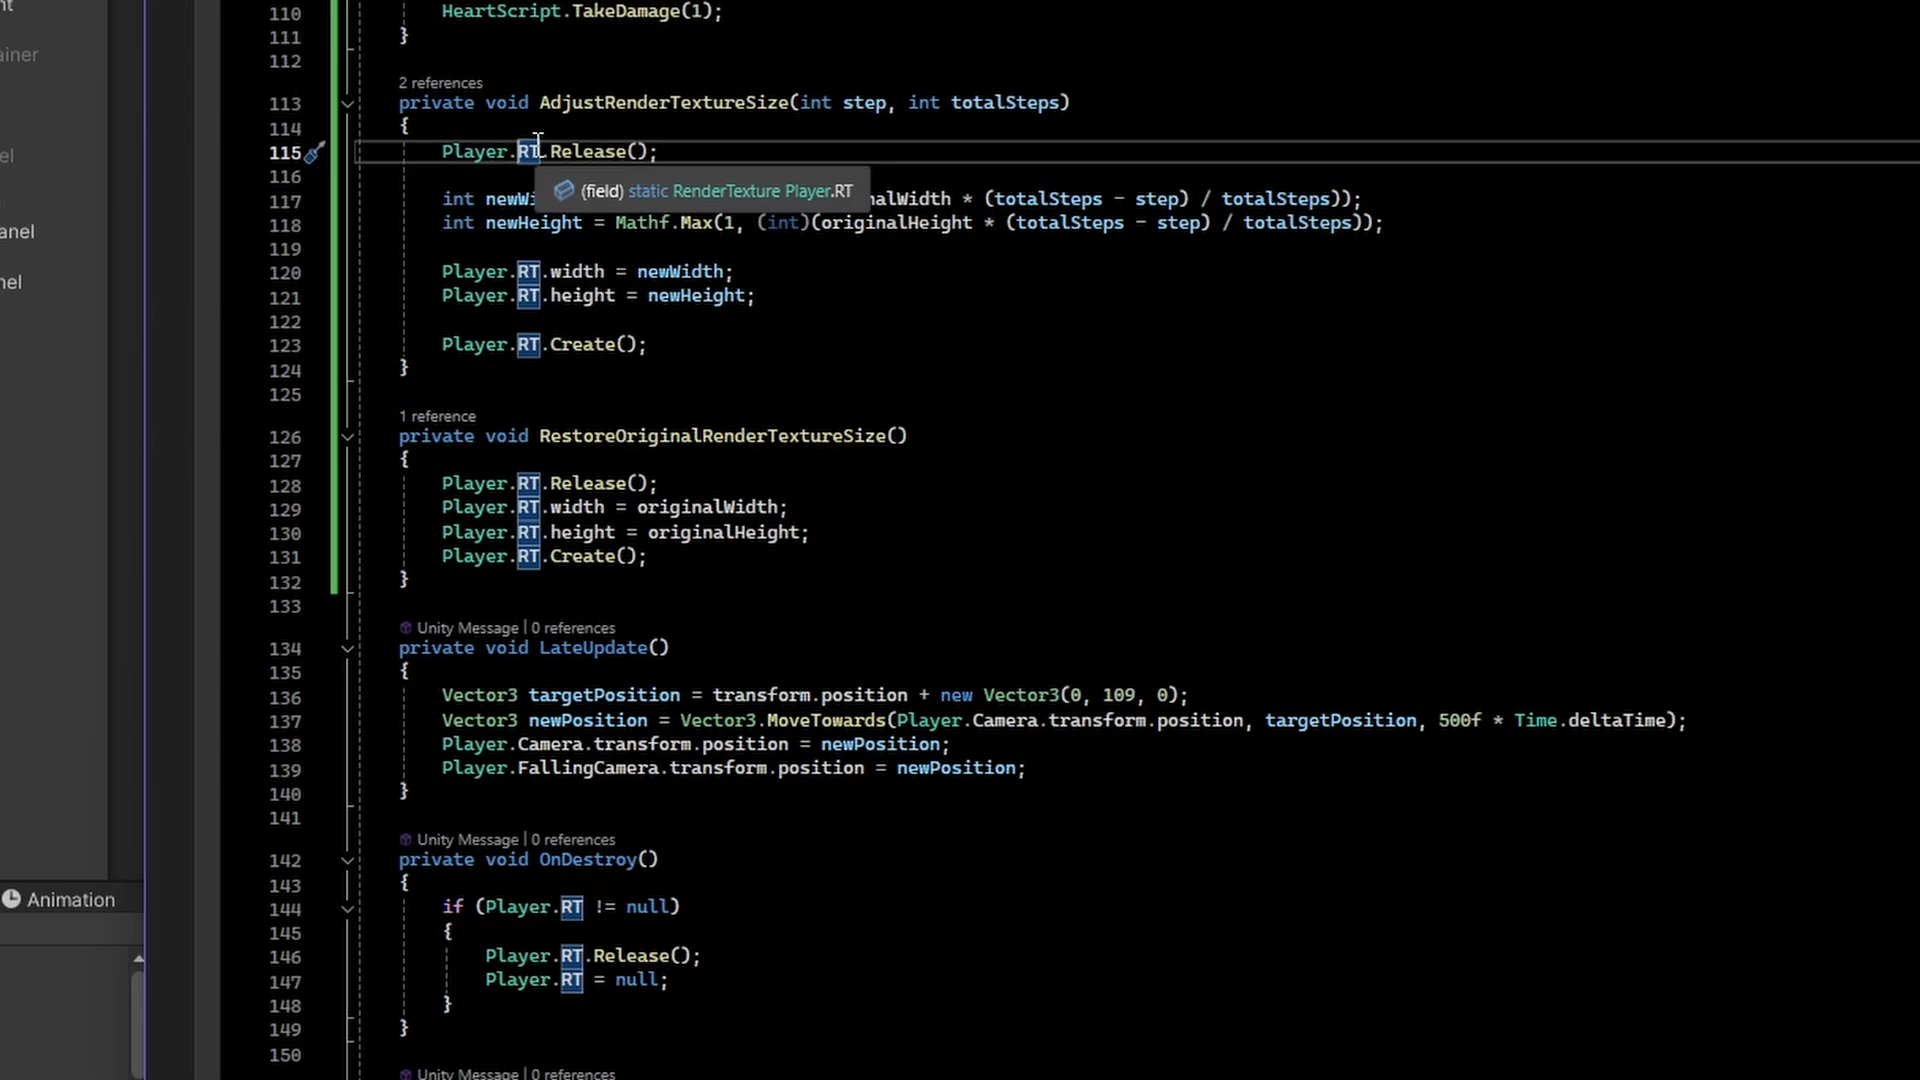 nt
ainer
el
anel
nel
Animation
110 HeartScript.TakeDamage(1);
111 }
112
2 references
113 private void AdjustRenderTextureSize(int step, int totalSteps)
114 {
115 Player.RT.Release();
116
(field) static RenderTexture Player.RT
117 int newWi alWidth * (totalSteps - step) / totalSteps));
118 int newHeight = Mathf.Max(1, (int)(originalHeight * (totalSteps - step) / totalSteps));
119
120 Player.RT.width = newWidth;
121 Player.RT.height = newHeight;
122
123 Player.RT.Create();
124 }
125
1 reference
126 private void RestoreOriginalRenderTextureSize()
127 {
128 Player.RT.Release();
129 Player.RT.width = originalWidth;
130 Player.RT.height = originalHeight;
131 Player.RT.Create();
132 }
133
Unity Message | 0 references
134 private void LateUpdate()
135 {
136 Vector3 targetPosition = transform.position + new Vector3(0, 109, 0);
137 Vector3 newPosition = Vector3.MoveTowards(Player.Camera.transform.position, targetPosition, 500f * Time.deltaTime);
138 Player.Camera.transform.position = newPosition;
139 Player.FallingCamera.transform.position = newPosition;
140 }
141
Unity Message | 0 references
142 private void OnDestroy()
143 {
144 if (Player.RT != null)
145 {
146 Player.RT.Release();
147 Player.RT = null;
148 }
149 }
150
Unity Message | 0 references